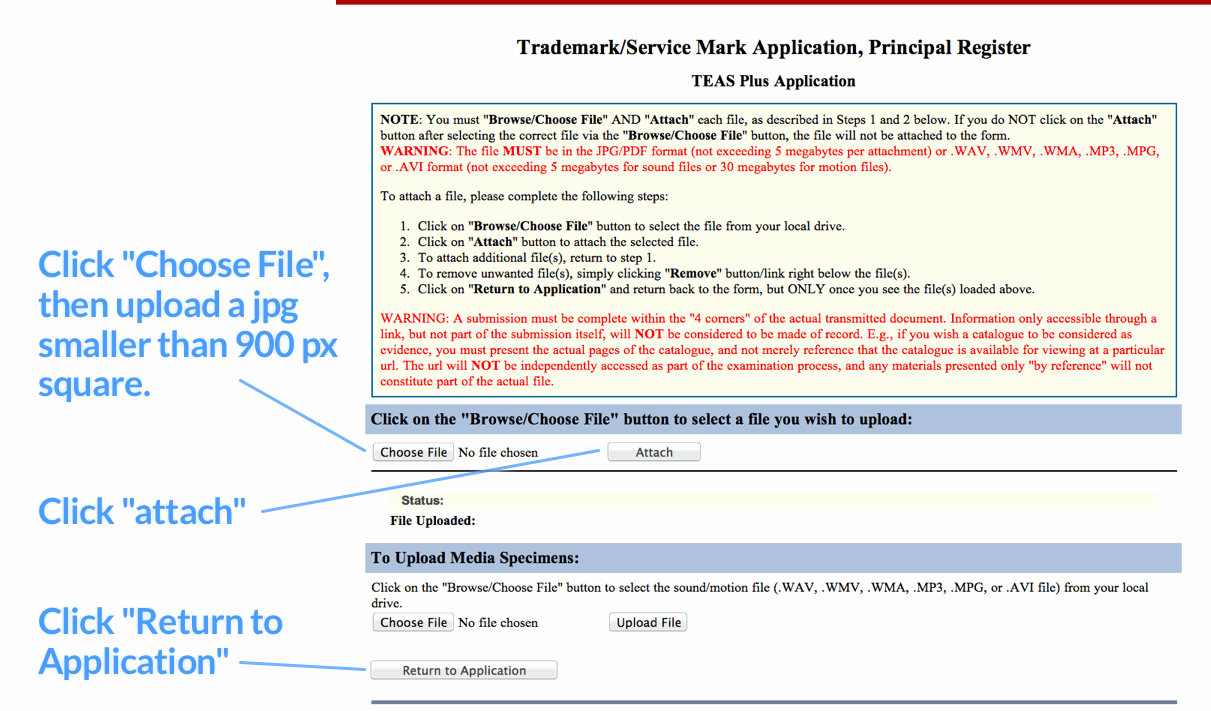 Trademark/Service Mark Application, Principal Register
TEAS Plus Application
NOTE: You must "Browse/Choose File" AND "Attach" each file, as described in Steps 1 and 2 below. If you do NOT click on the "Attach"
button after selecting the correct file via the "Browse/Choose File" button, the file will not be attached to the form.
WARNING: The file MUST be in the JPG/PDF format (not exceeding 5 megabytes per attachment) or .WAV, .WMV, .WMA, .MP3, .MPG,
or .AVI format (not exceeding 5 megabytes for sound files or 30 megabytes for motion files).
To attach a file, please complete the following steps:
1. Click on "Browse/Choose File" button to select the file from your local drive.
2. Click on "Attach" button to attach the selected file.
3. To attach additional file(s), return to step 1.
4. To remove unwanted file(s), simply clicking "Remove" button/link right below the file(s).
5. Click on "Return to Application" and return back to the form, but ONLY once you see the file(s) loaded above.
WARNING: A submission must be complete within the "4 corners" of the actual transmitted document. Information only accessible through a
link, but not part of the submission itself, will NOT be considered to be made of record. E.g., if you wish a catalogue to be considered as
evidence, you must present the actual pages of the catalogue, and not merely reference that the catalogue is available for viewing at a particular
url. The url will NOT be independently accessed as part of the examination process, and any materials presented only "by reference" will not
constitute part of the actual file.
Click "Choose File",
then upload a jpg
smaller than 900 px
square.
Click on the "Browse/Choose File" button to select a file you wish to upload:
Choose File No file chosen Attach
Click "attach"
Status:
File Uploaded:
To Upload Media Specimens:
Click on the "Browse/Choose File" button to select the sound/motion file (.WAV, .WMV, .WMA, .MP3, .MPG, or .AVI file) from your local
drive.
Choose File No file chosen Upload File
Click "Return to
Application"
Return to Application